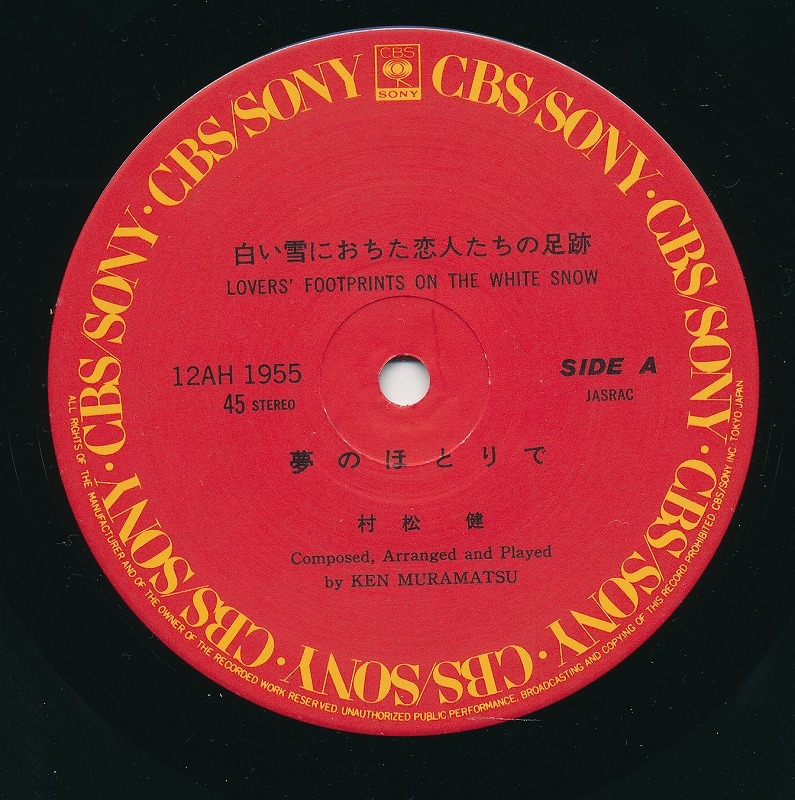 CBS
SONY
CBS/SONY · CBS/SONY · CBS/SONY · CBS/SONY · CBS/SONY · CBS/SONY · CBS/SONY · CBS/SONY
白い雪におちた恋人たちの足跡
LOVERS' FOOTPRINTS ON THE WHITE SNOW
12AH 1955
45 STEREO
SIDE A
JASRAC
夢のほとりで
村松 健
Composed, Arranged and Played
by KEN MURAMATSU
ALL RIGHTS OF THE MANUFACTURER AND OF THE OWNER OF THE RECORDED WORK RESERVED. UNAUTHORIZED PUBLIC PERFORMANCE, BROADCASTING AND COPYING OF THIS RECORD PROHIBITED. CBS/SONY INC. TOKYO JAPAN